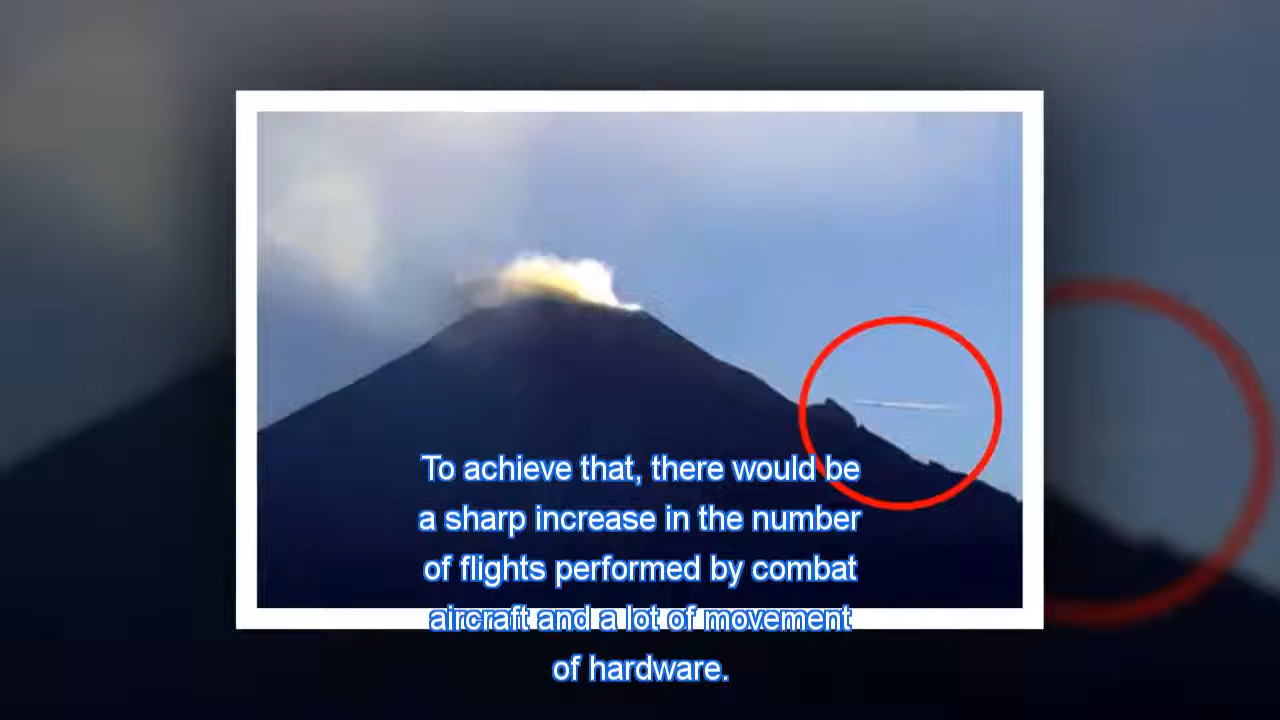 To achieve that, there would be
a sharp increase in the number
of flights performed by combat
aircraft and a lot of movement
of hardware.